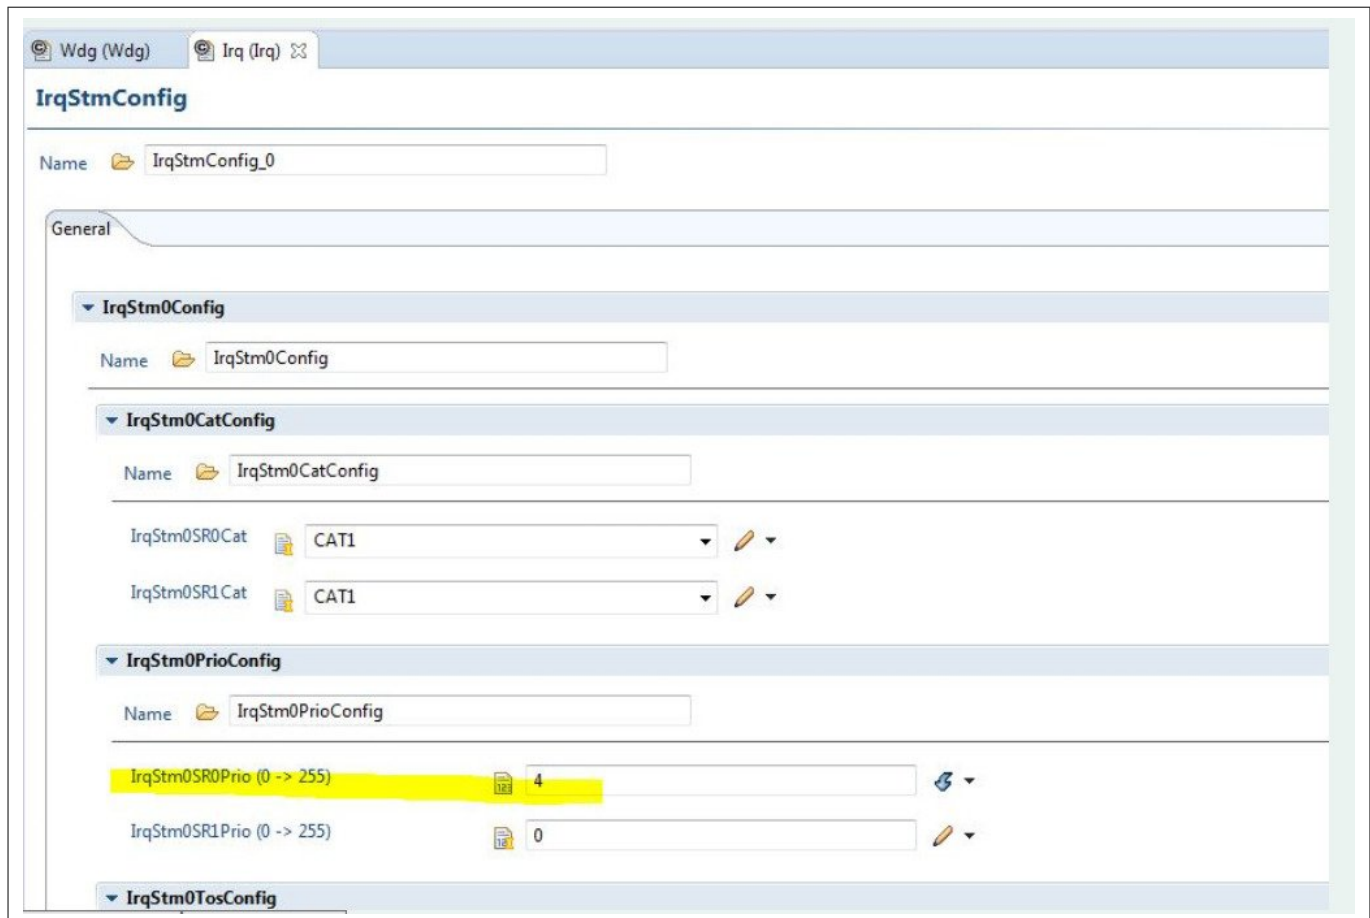 Wdg (Wdg) Irq (Irq)
IrqStmConfig
Name IrqStmConfig_0
General
IrqStm0Config
Name IrqStm0Config
IrqStm0CatConfig
Name IrqStm0CatConfig
IrqStm0SR0Cat CAT1
IrqStm0SR1Cat CAT1
IrqStm0PrioConfig
Name IrqStm0PrioConfig
IrqStm0SR0Prio (0 -> 255) 4
IrqStm0SR1Prio (0 -> 255) 0
IrqStm0TosConfig